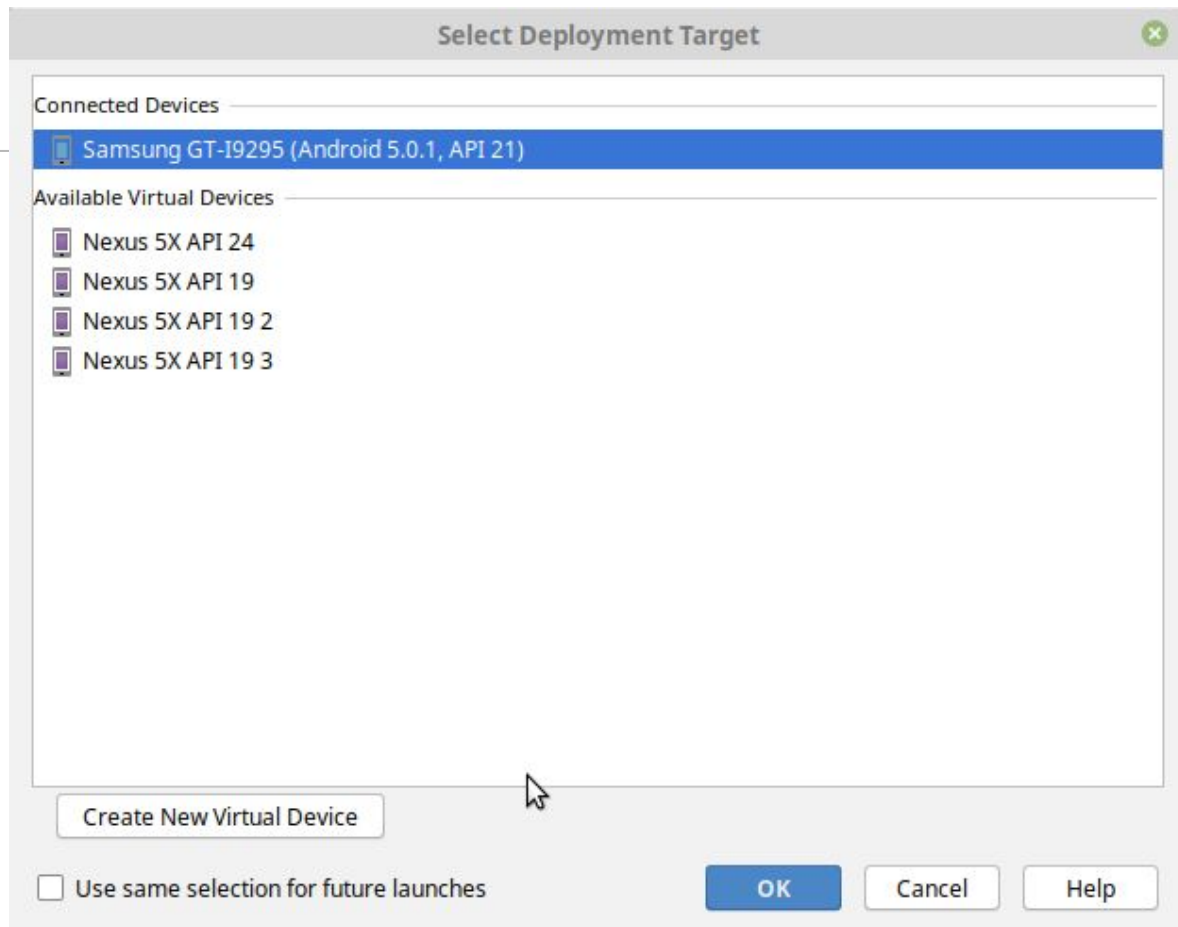 Select Deployment Target
Connected Devices
Samsung GT-I9295 (Android 5.0.1, API 21)
Available Virtual Devices
Nexus 5X API 24
Nexus 5X API 19
Nexus 5X API 19 2
Nexus 5X API 19 3
Create New Virtual Device
Use same selection for future launches
OK
Cancel
Help